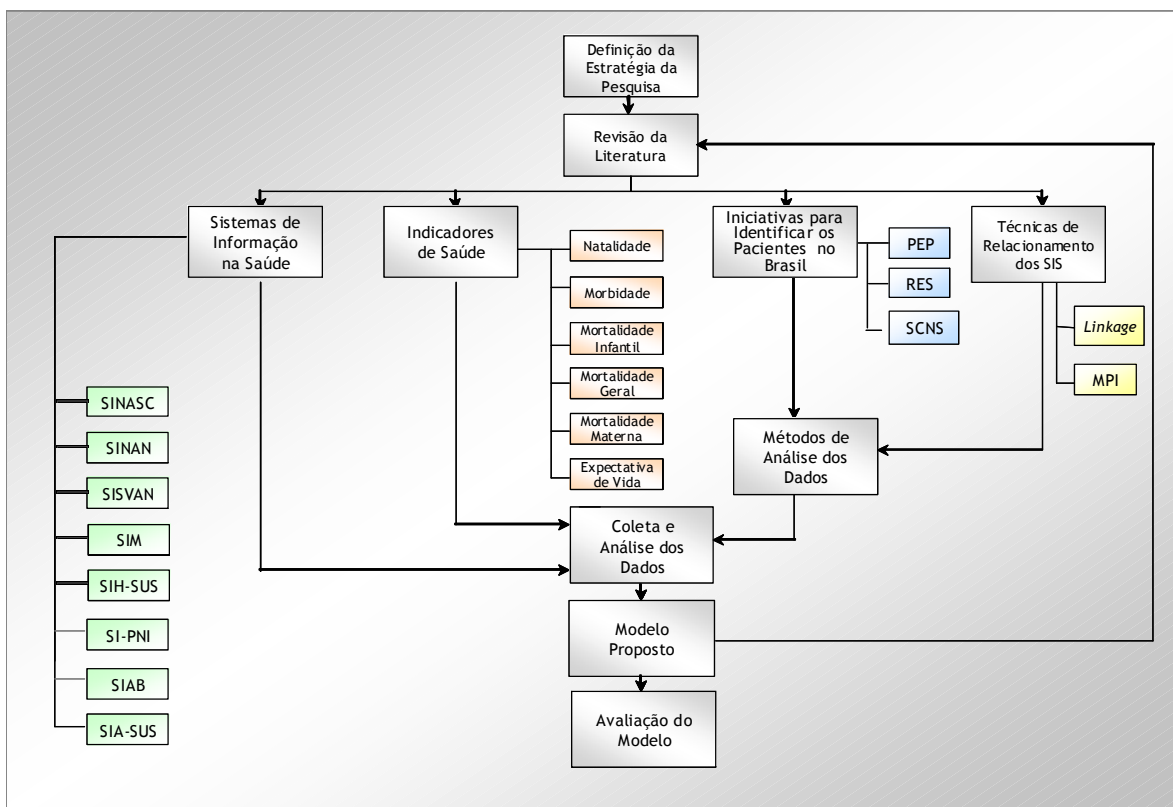 Definição da
Estratégia da
Pesquisa
Revisão da
Literatura
Sistemas de
Informação
na Saúde
Indicadores
de Saúde
Iniciativas para
Identificar os
Pacientes no
Brasil
Técnicas de
Relacionamento
dos SIS
Natalidade
Morbidade
Mortalidade
Infantil
Mortalidade
Geral
Mortalidade
Materna
Expectativa
de Vida
PEP
RES
SCNS
Linkage
MPI
SINASC
SINAN
SISVAN
SIM
SIH-SUS
SI-PNI
SIAB
SIA-SUS
Métodos de
Análise dos
Dados
Coleta e
Análise dos
Dados
Modelo
Proposto
Avaliação do
Modelo